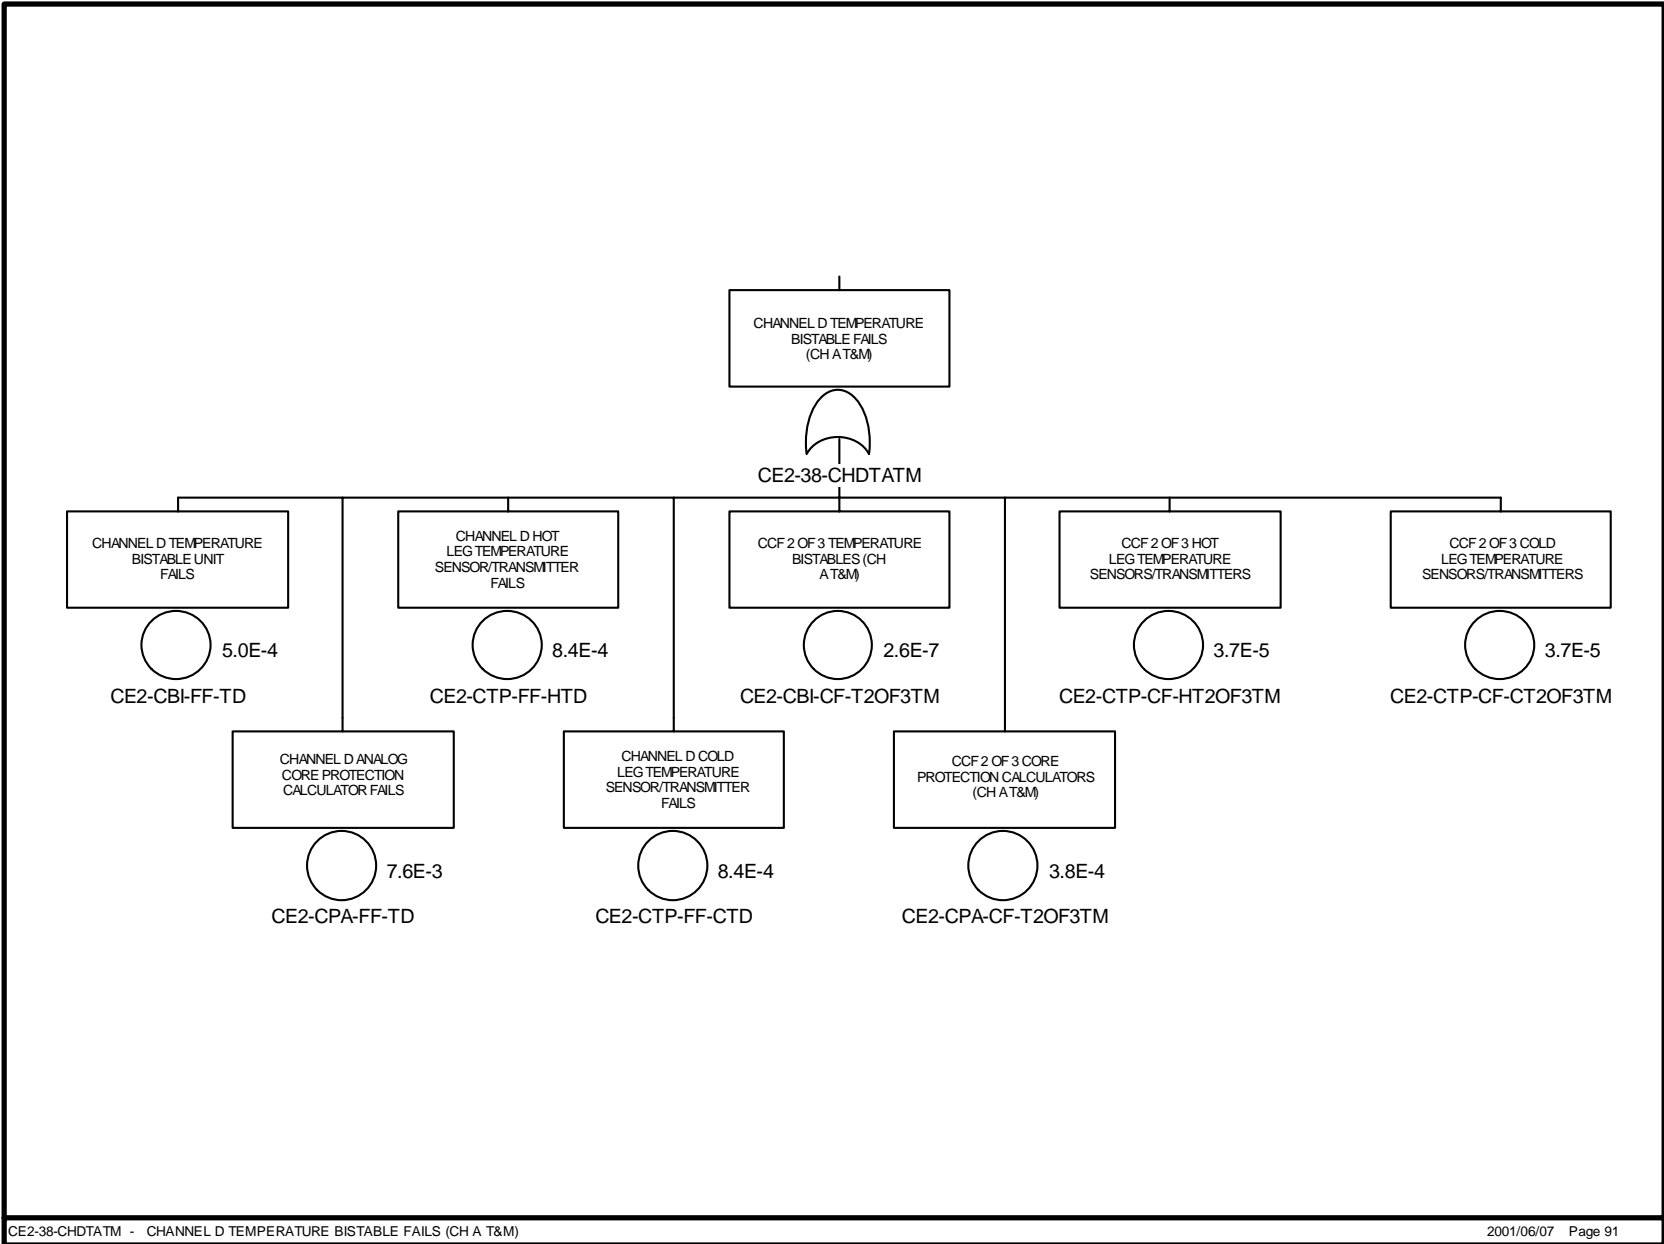 CHANNEL D TEMPERATURE
BISTABLE FAILS
(CH A T&M)
CE2-38-CHDTATM
CHANNEL D TEMPERATURE
BISTABLE UNIT
FAILS
5.0E-4
CE2-CBI-FF-TD
CHANNEL D HOT
LEG TEMPERATURE
SENSOR/TRANSMITTER
FAILS
8.4E-4
CE2-CTP-FF-HTD
CCF 2 OF 3 TEMPERATURE
BISTABLES (CH
A T&M)
2.6E-7
CE2-CBI-CF-T2OF3TM
CCF 2 OF 3 HOT
LEG TEMPERATURE
SENSORS/TRANSMITTERS
3.7E-5
CE2-CTP-CF-HT2OF3TM
CCF 2 OF 3 COLD
LEG TEMPERATURE
SENSORS/TRANSMITTERS
3.7E-5
CE2-CTP-CF-CT2OF3TM
CHANNEL D ANALOG
CORE PROTECTION
CALCULATOR FAILS
7.6E-3
CE2-CPA-FF-TD
CHANNEL D COLD
LEG TEMPERATURE
SENSOR/TRANSMITTER
FAILS
8.4E-4
CE2-CTP-FF-CTD
CCF 2 OF 3 CORE
PROTECTION CALCULATORS
(CH A T&M)
3.8E-4
CE2-CPA-CF-T2OF3TM
CE2-38-CHDTATM - CHANNEL D TEMPERATURE BISTABLE FAILS (CH A T&M)
2001/06/07 Page 91